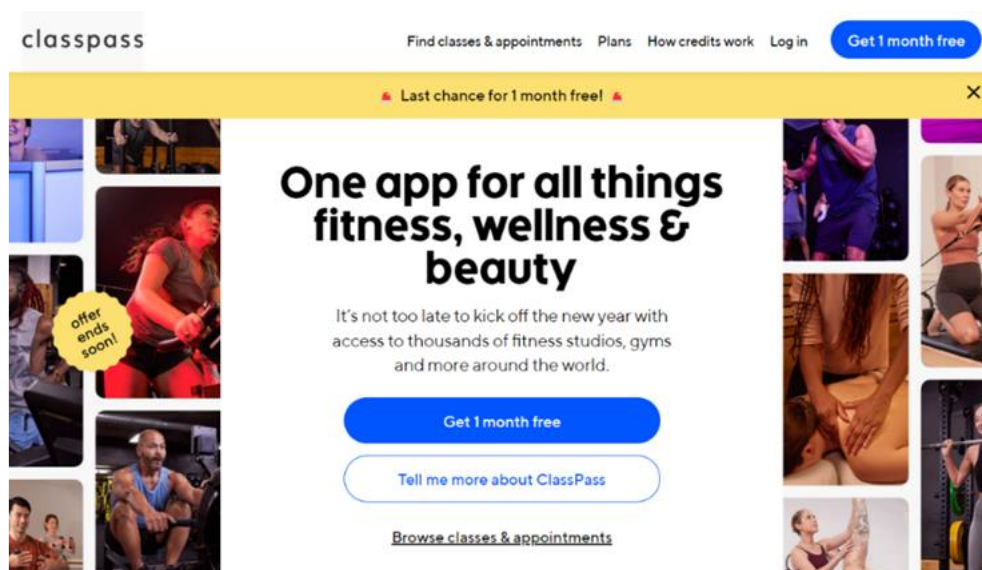 classpass
Find classes & appointments Plans How credits work Log in Get 1 month free
🚨 Last chance for 1 month free! 🚨
One app for all things
fitness, wellness &
beauty
offer
ends
soon!
It's not too late to kick off the new year with
access to thousands of fitness studios, gyms
and more around the world.
Get 1 month free
Tell me more about ClassPass
Browse classes & appointments